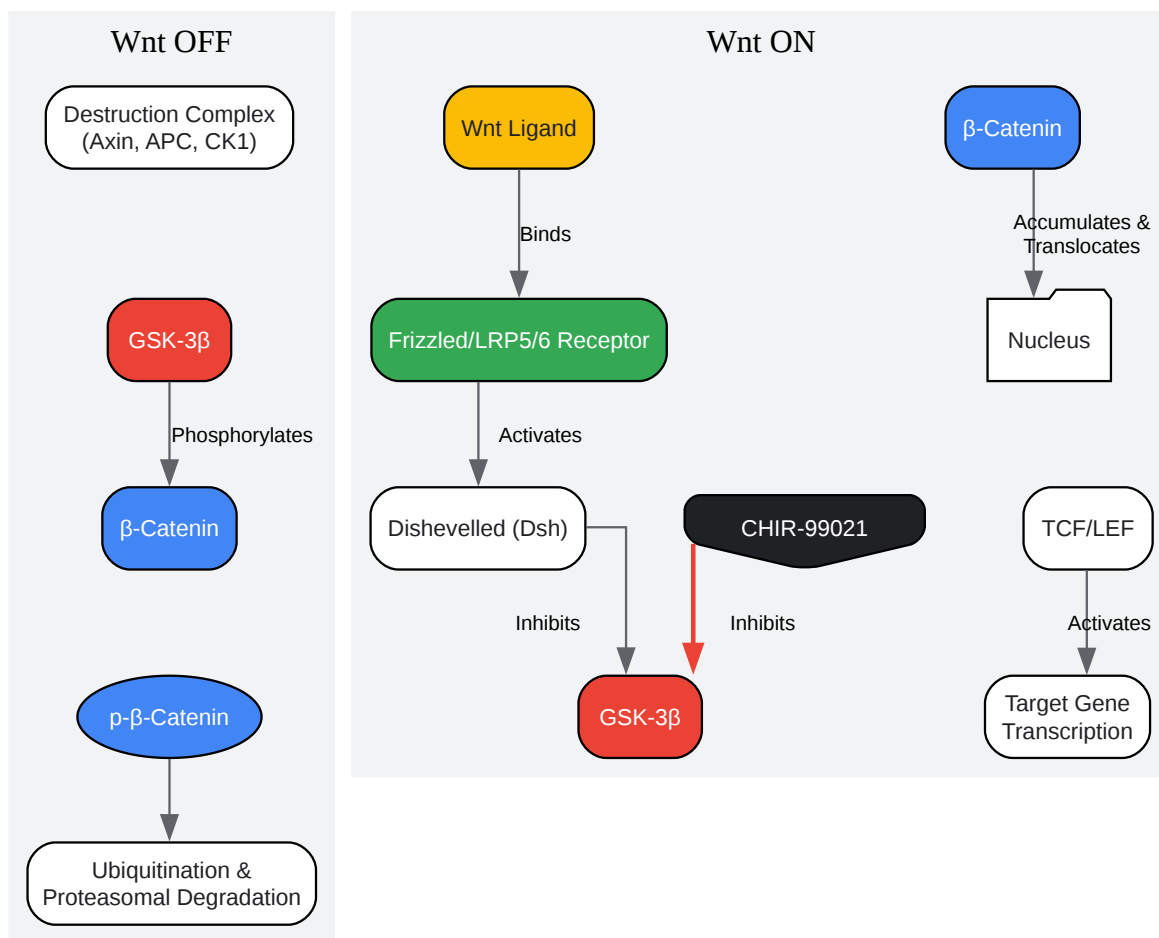 Wnt OFF
Destruction Complex
(Axin, APC, CK1)
GSK-3β
Phosphorylates
β-Catenin
p-β-Catenin
Ubiquitination &
Proteasomal Degradation
Wnt ON
Wnt Ligand
Binds
Frizzled/LRP5/6 Receptor
Activates
Dishevelled (Dsh)
Inhibits
CHIR-99021
Inhibits
GSK-3β
β-Catenin
Accumulates &
Translocates
Nucleus
TCF/LEF
Activates
Target Gene
Transcription